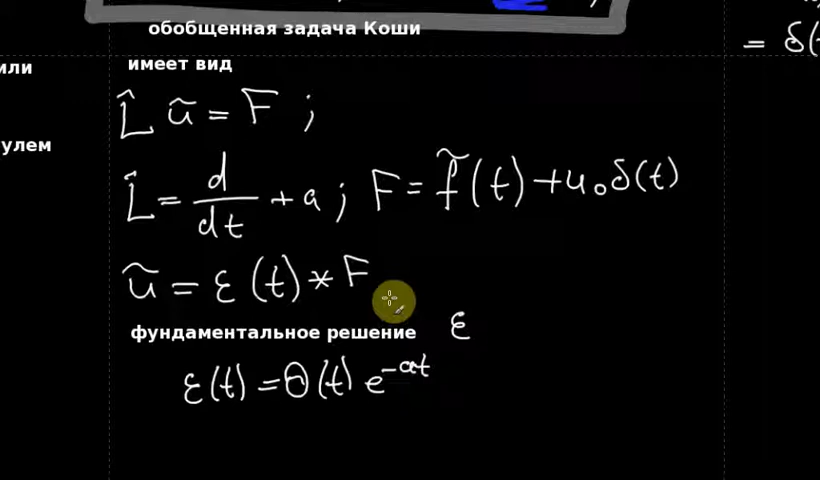 обобщенная задача Коши
= δ(
или
имеет вид
L̂ ũ = F ;
улем
L̂ = d/dt + a ; F = f̃(t) + u₀δ(t)
ũ = ε(t) * F
фундаментальное решение ε
ε(t) = θ(t) e^{-at}